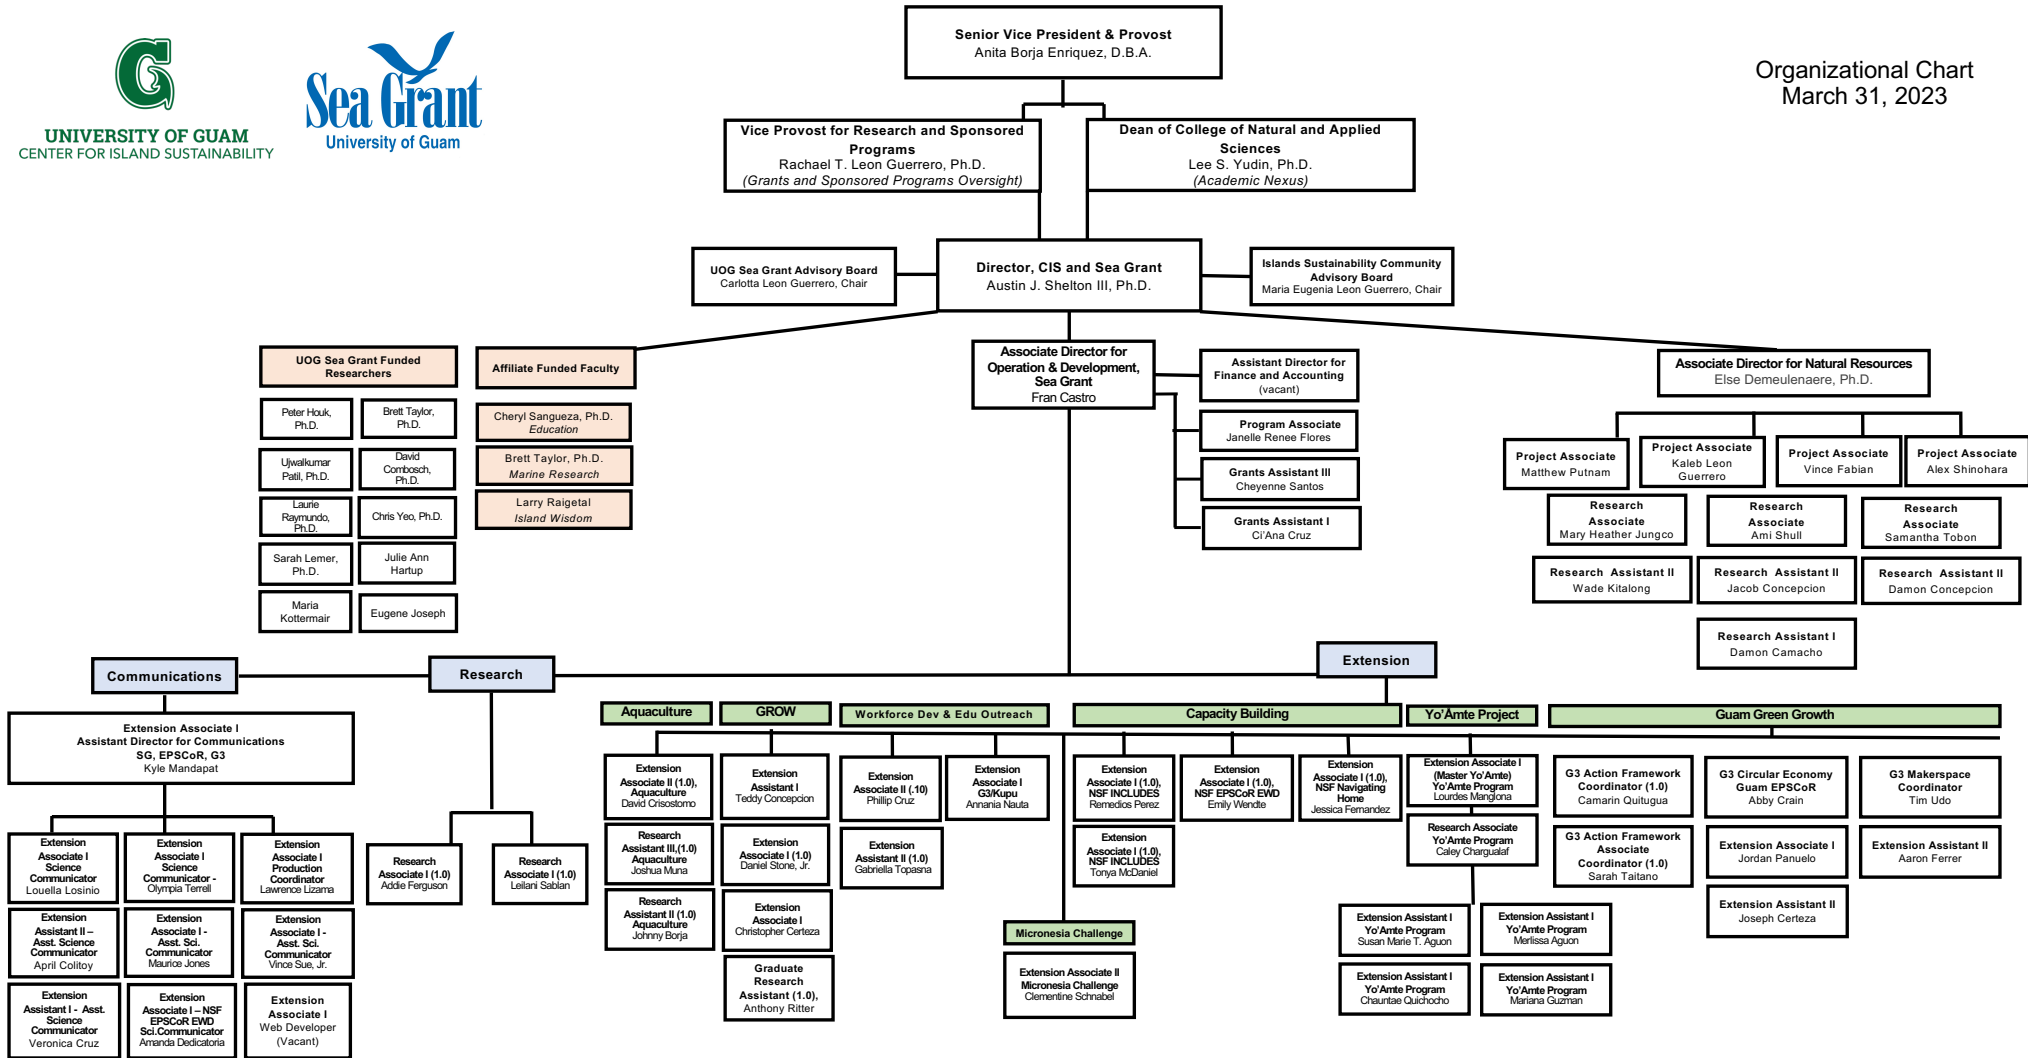 UNIVERSITY OF GUAM
CENTER FOR ISLAND SUSTAINABILITY
Sea Grant
University of Guam
Organizational Chart
March 31, 2023
Senior Vice President & Provost
Anita Borja Enriquez, D.B.A.
Vice Provost for Research and Sponsored
Programs
Rachael T. Leon Guerrero, Ph.D.
(Grants and Sponsored Programs Oversight)
Dean of College of Natural and Applied
Sciences
Lee S. Yudin, Ph.D.
(Academic Nexus)
UOG Sea Grant Advisory Board
Carlotta Leon Guerrero, Chair
Director, CIS and Sea Grant
Austin J. Shelton III, Ph.D.
Islands Sustainability Community
Advisory Board
Maria Eugenia Leon Guerrero, Chair
UOG Sea Grant Funded
Researchers
Peter Houk,
Ph.D.
Brett Taylor,
Ph.D.
Ujwalkumar
Patil, Ph.D.
David
Combosch,
Ph.D.
Laurie
Raymundo,
Ph.D.
Chris Yeo, Ph.D.
Sarah Lemer,
Ph.D.
Julie Ann
Hartup
Maria
Kottermair
Eugene Joseph
Affiliate Funded Faculty
Cheryl Sangueza, Ph.D.
Education
Brett Taylor, Ph.D.
Marine Research
Larry Raigetal
Island Wisdom
Associate Director for
Operation & Development,
Sea Grant
Fran Castro
Assistant Director for
Finance and Accounting
(vacant)
Program Associate
Janelle Renee Flores
Grants Assistant III
Cheyenne Santos
Grants Assistant I
Ci'Ana Cruz
Associate Director for Natural Resources
Else Demeulenaere, Ph.D.
Project Associate
Matthew Putnam
Project Associate
Kaleb Leon
Guerrero
Project Associate
Vince Fabian
Project Associate
Alex Shinohara
Research
Associate
Mary Heather Jungco
Research
Associate
Ami Shull
Research
Associate
Samantha Tobon
Research Assistant II
Wade Kitalong
Research Assistant II
Jacob Concepcion
Research Assistant II
Damon Concepcion
Research Assistant I
Damon Camacho
Communications
Research
Extension
Extension Associate I
Assistant Director for Communications
SG, EPSCoR, G3
Kyle Mandapat
Extension
Associate I
Science
Communicator
Louella Losinio
Extension
Associate I
Science
Communicator -
Olympia Terrell
Extension
Associate I
Production
Coordinator
Lawrence Lizama
Extension
Assistant II –
Asst. Science
Communicator
April Colitoy
Extension
Associate I -
Asst. Sci.
Communicator
Maurice Jones
Extension
Associate I -
Asst. Sci.
Communicator
Vince Sue, Jr.
Extension
Assistant I - Asst.
Science
Communicator
Veronica Cruz
Extension
Associate I – NSF
EPSCoR EWD
Sci.Communicator
Amanda Dedicatoria
Extension
Associate I
Web Developer
(Vacant)
Research
Associate I (1.0)
Addie Ferguson
Research
Associate I (1.0)
Leilani Sablan
Aquaculture
Extension
Associate II (1.0),
Aquaculture
David Crisostomo
Research
Assistant III,(1.0)
Aquaculture
Joshua Muna
Research
Assistant II (1.0)
Aquaculture
Johnny Borja
GROW
Extension
Assistant I
Teddy Concepcion
Extension
Associate I (1.0)
Daniel Stone, Jr.
Extension
Associate I
Christopher Certeza
Graduate
Research
Assistant (1.0),
Anthony Ritter
Workforce Dev & Edu Outreach
Extension
Associate II (.10)
Phillip Cruz
Extension
Associate I
G3/Kupu
Annania Nauta
Extension
Assistant II (1.0)
Gabriella Topasna
Micronesia Challenge
Extension Associate II
Micronesia Challenge
Clementine Schnabel
Capacity Building
Extension
Associate I (1.0),
NSF INCLUDES
Remedios Perez
Extension
Associate I (1.0),
NSF EPSCoR EWD
Emily Wendte
Extension
Associate I (1.0),
NSF Navigating
Home
Jessica Fernandez
Extension
Associate I (1.0),
NSF INCLUDES
Tonya McDaniel
Yo'Åmte Project
Extension Associate I
(Master Yo'Åmte)
Yo'Åmte Program
Lourdes Manglona
Research Associate
Yo'Åmte Program
Caley Chargualaf
Extension Assistant I
Yo'Åmte Program
Susan Marie T. Aguon
Extension Assistant I
Yo'Åmte Program
Merlissa Aguon
Extension Assistant I
Yo'Åmte Program
Chauntae Quichocho
Extension Assistant I
Yo'Åmte Program
Mariana Guzman
Guam Green Growth
G3 Action Framework
Coordinator (1.0)
Camarin Quitugua
G3 Circular Economy
Guam EPSCoR
Abby Crain
G3 Makerspace
Coordinator
Tim Udo
G3 Action Framework
Associate
Coordinator (1.0)
Sarah Taitano
Extension Associate I
Jordan Panuelo
Extension Assistant II
Aaron Ferrer
Extension Assistant II
Joseph Certeza